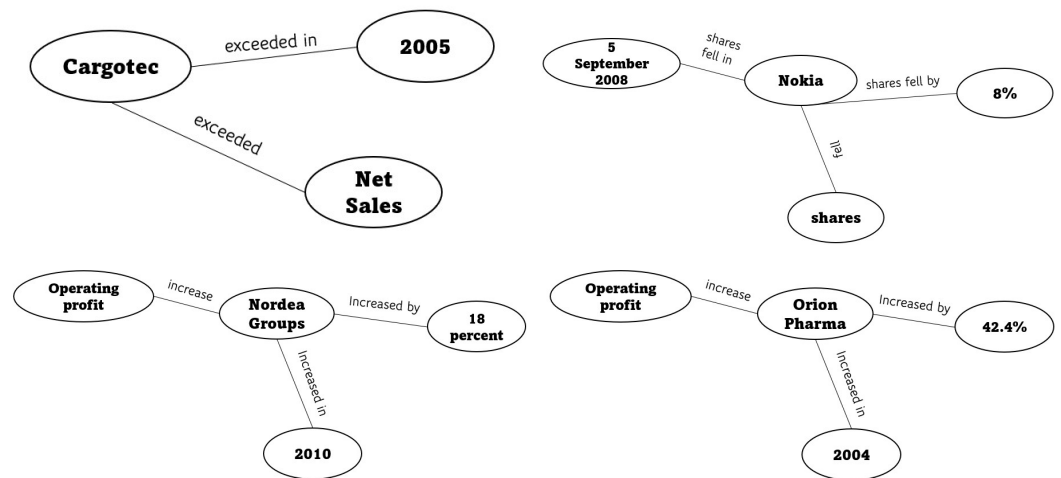 Cargotec
exceeded in
2005
exceeded
Net
Sales
5
September
2008
shares
fell in
Nokia
shares fell by
8%
fell
shares
Operating
profit
increase
Nordea
Groups
Increased by
18
percent
Increased in
2010
Operating
profit
increase
Orion
Pharma
Increased by
42.4%
Increased in
2004